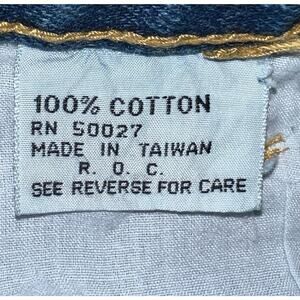 100% COTTON
RN 50027
MADE IN TAIWAN
R. O. C.
SEE REVERSE FOR CARE